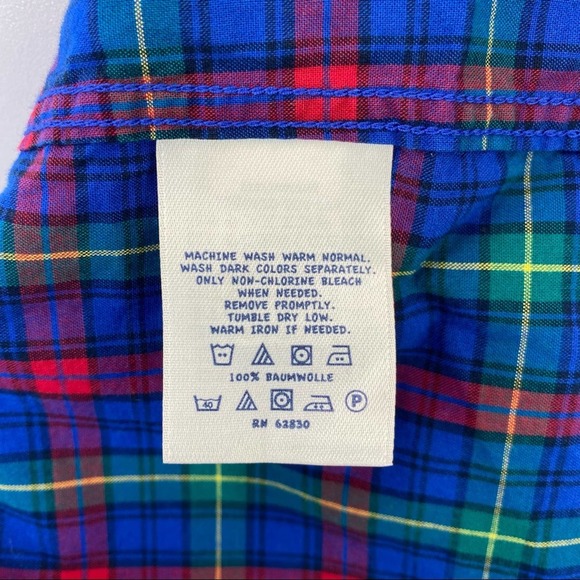 MACHINE WASH WARM NORMAL.
WASH DARK COLORS SEPARATELY.
ONLY NON-CHLORINE BLEACH
WHEN NEEDED.
REMOVE PROMPTLY.
TUMBLE DRY LOW.
WARM IRON IF NEEDED.
100% BAUMWOLLE
40 P
RN 62830